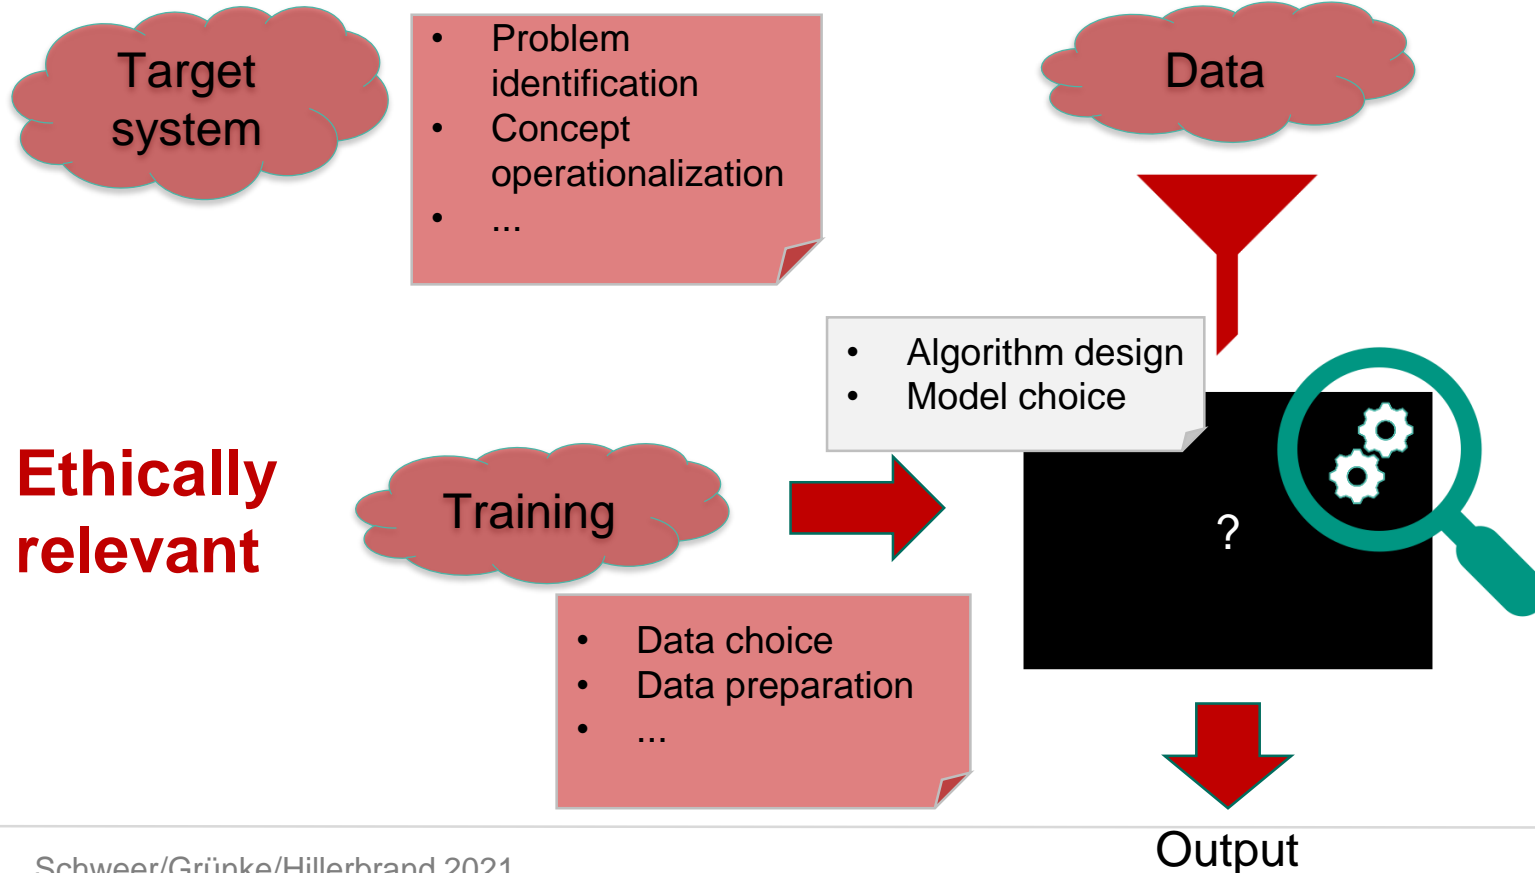 Target
system
• Problem
identification
• Concept
operationalization
• ...
Data
• Algorithm design
• Model choice
Ethically
relevant
Training
?
• Data choice
• Data preparation
• ...
Output
Schweer/Grünke/Hillerbrand 2021